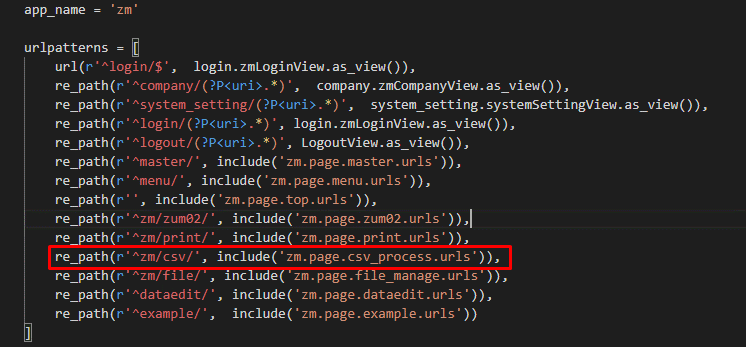 app_name = 'zm'
urlpatterns = [
url(r'^login/$',  login.zmLoginView.as_view()),
re_path(r'^company/(?P<uri>.*)',  company.zmCompanyView.as_view()),
re_path(r'^system_setting/(?P<uri>.*)',  system_setting.systemSettingView.as_view()),
re_path(r'^login/(?P<uri>.*)', login.zmLoginView.as_view()),
re_path(r'^logout/(?P<uri>.*)', LogoutView.as_view()),
re_path(r'^master/', include('zm.page.master.urls')),
re_path(r'^menu/', include('zm.page.menu.urls')),
re_path(r'', include('zm.page.top.urls')),
re_path(r'^zm/zum02/', include('zm.page.zum02.urls')),
re_path(r'^zm/print/', include('zm.page.print.urls')),
re_path(r'^zm/csv/', include('zm.page.csv_process.urls')),
re_path(r'^zm/file/', include('zm.page.file_manage.urls')),
re_path(r'^dataedit/', include('zm.page.dataedit.urls')),
re_path(r'^example/',  include('zm.page.example.urls'))
]